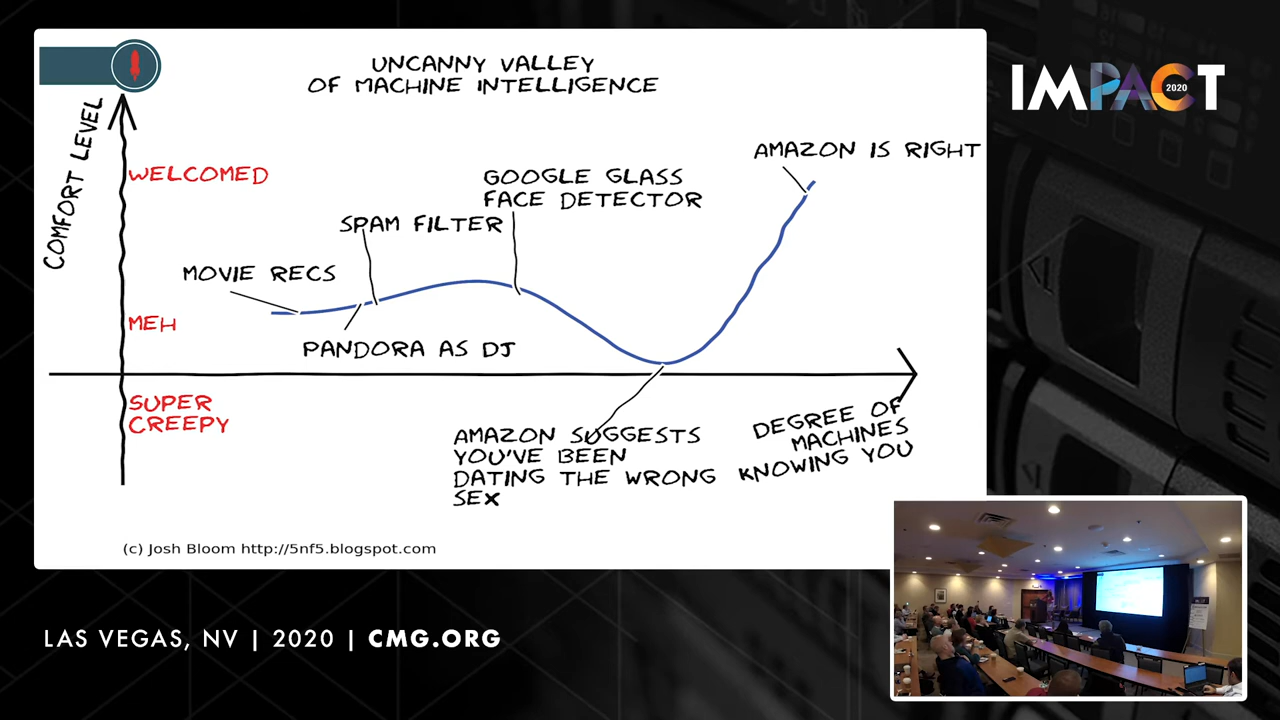 UNCANNY VALLEY
OF MACHINE INTELLIGENCE
IMPACT
2020
COMFORT LEVEL
AMAZON IS RIGHT
WELCOMED
GOOGLE GLASS
FACE DETECTOR
SPAM FILTER
MOVIE RECS
MEH
PANDORA AS DJ
SUPER
CREEPY
AMAZON SUGGESTS
YOU'VE BEEN
DATING THE WRONG
SEX
DEGREE OF
MACHINES
KNOWING YOU
(c) Josh Bloom http://5nf5.blogspot.com
LAS VEGAS, NV | 2020 | CMG.ORG